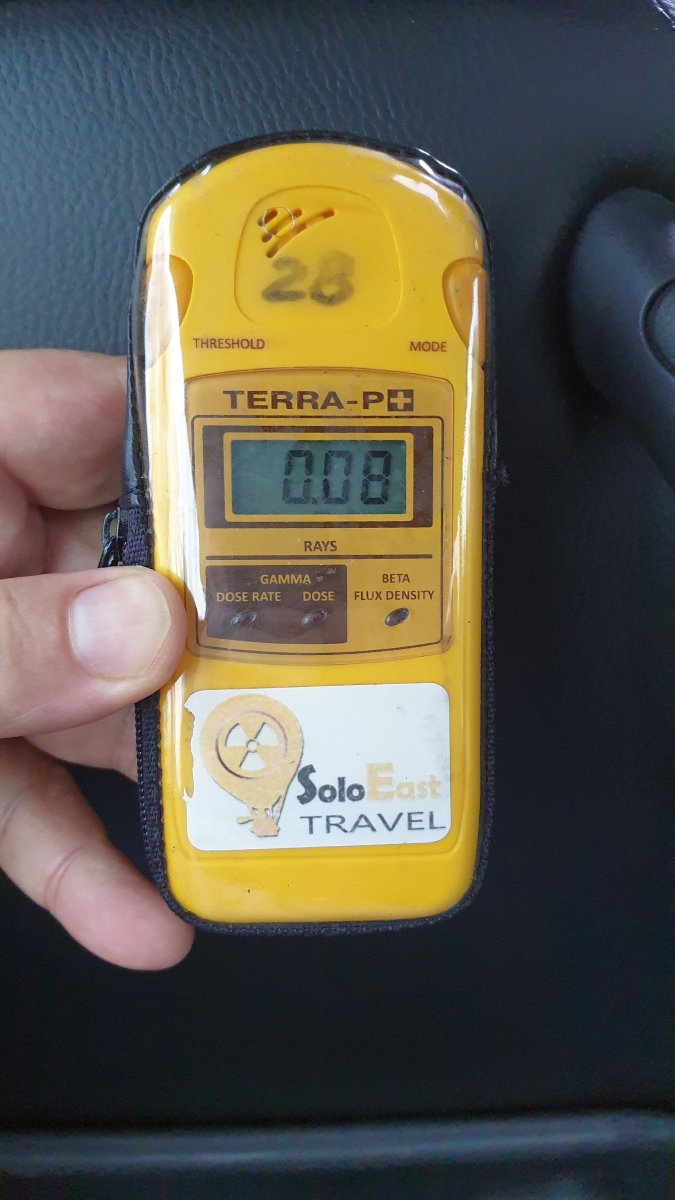 28
THRESHOLD MODE
TERRA-P+
0.08
RAYS
GAMMA BETA
DOSE RATE DOSE FLUX DENSITY
SoloEast
TRAVEL